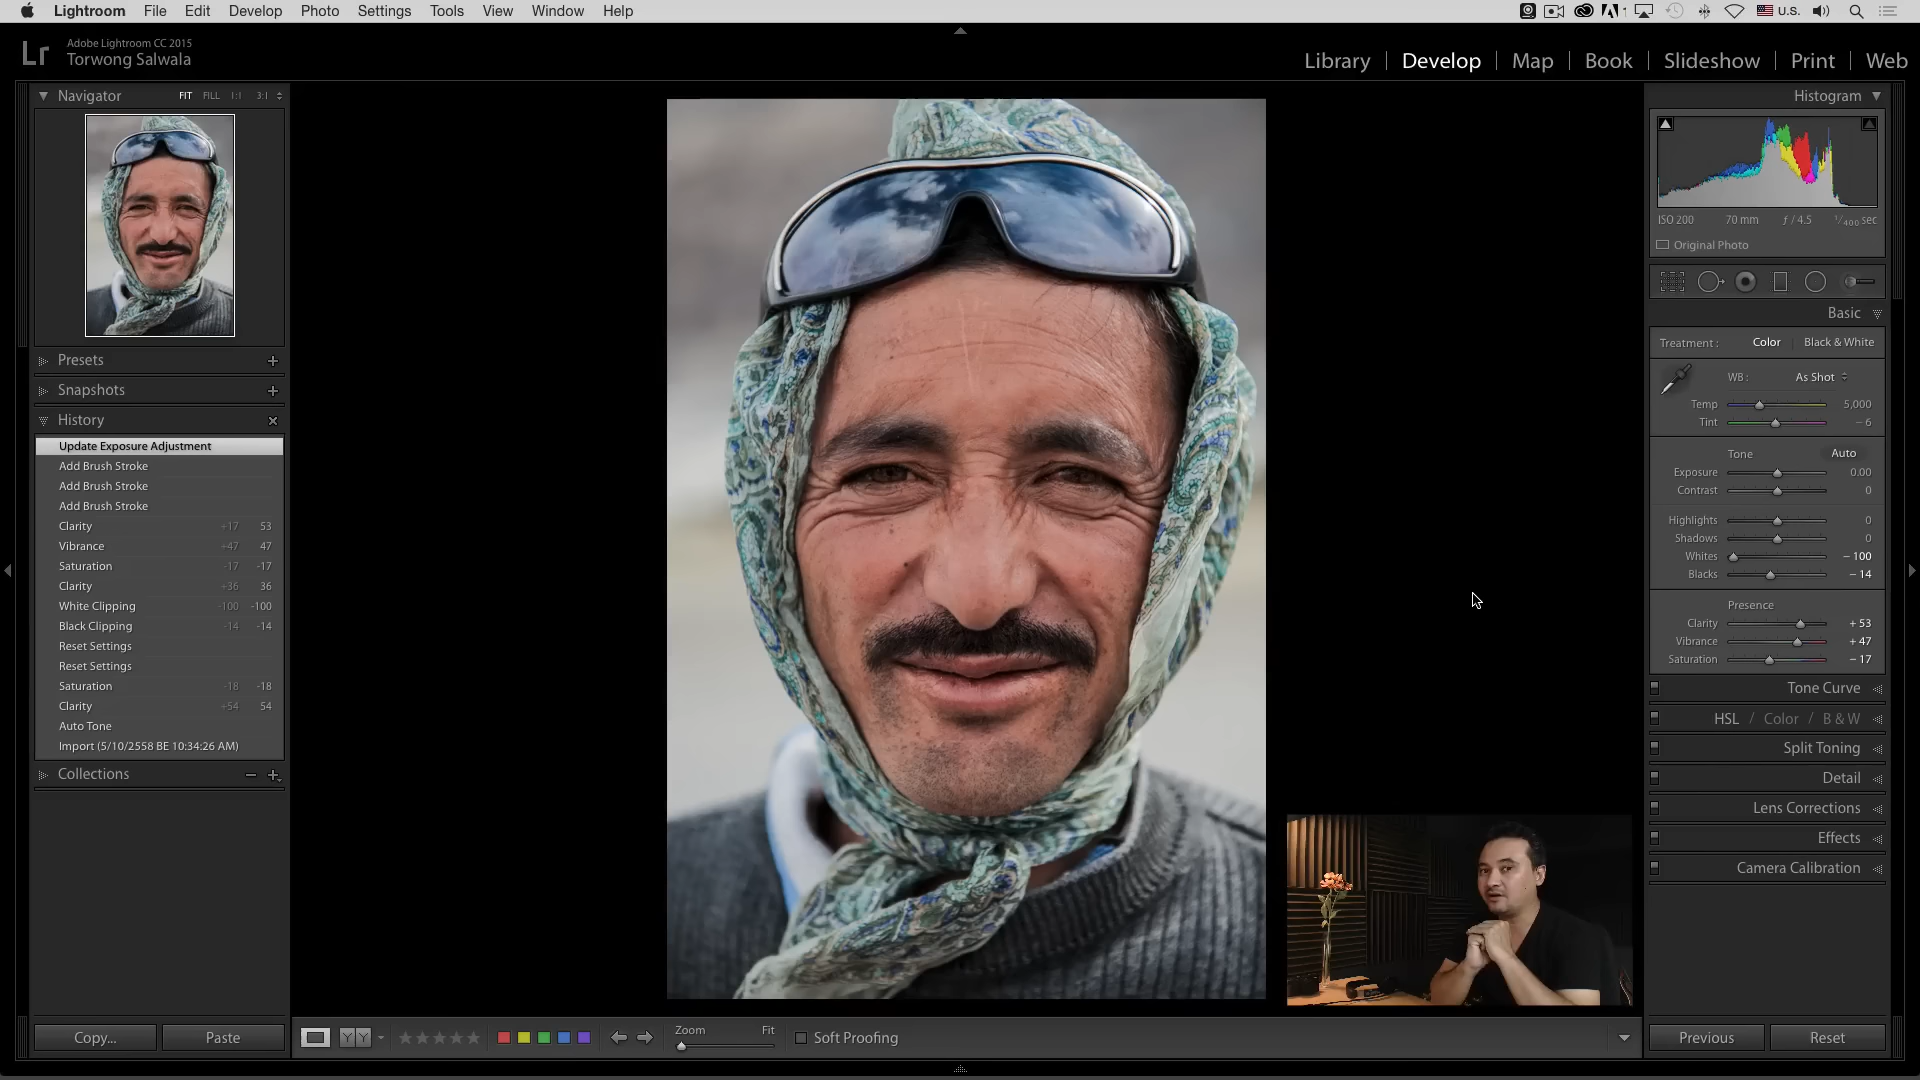 Lightroom File Edit Develop Photo Settings Tools View Window Help U.S.
Lr
Adobe Lightroom CC 2015
Torwong Salwala
Library | Develop | Map | Book | Slideshow | Print | Web
Navigator FIT FILL 1:1 3:1
Presets
Snapshots
History
Update Exposure Adjustment
Add Brush Stroke
Add Brush Stroke
Add Brush Stroke
Clarity +17 53
Vibrance +47 47
Saturation -17 -17
Clarity +36 36
White Clipping -100 -100
Black Clipping -14 -14
Reset Settings
Reset Settings
Saturation -18 -18
Clarity +54 54
Auto Tone
Import (5/10/2558 BE 10:34:26 AM)
Collections
Copy... Paste
YY
Zoom Fit
Soft Proofing
Histogram
ISO 200 70 mm ƒ / 4.5 1/400 sec
Original Photo
Basic
Treatment : Color | Black & White
WB : As Shot
Temp 5,000
Tint - 6
Tone Auto
Exposure 0.00
Contrast 0
Highlights 0
Shadows 0
Whites - 100
Blacks - 14
Presence
Clarity + 53
Vibrance + 47
Saturation - 17
Tone Curve
HSL / Color / B & W
Split Toning
Detail
Lens Corrections
Effects
Camera Calibration
Previous Reset